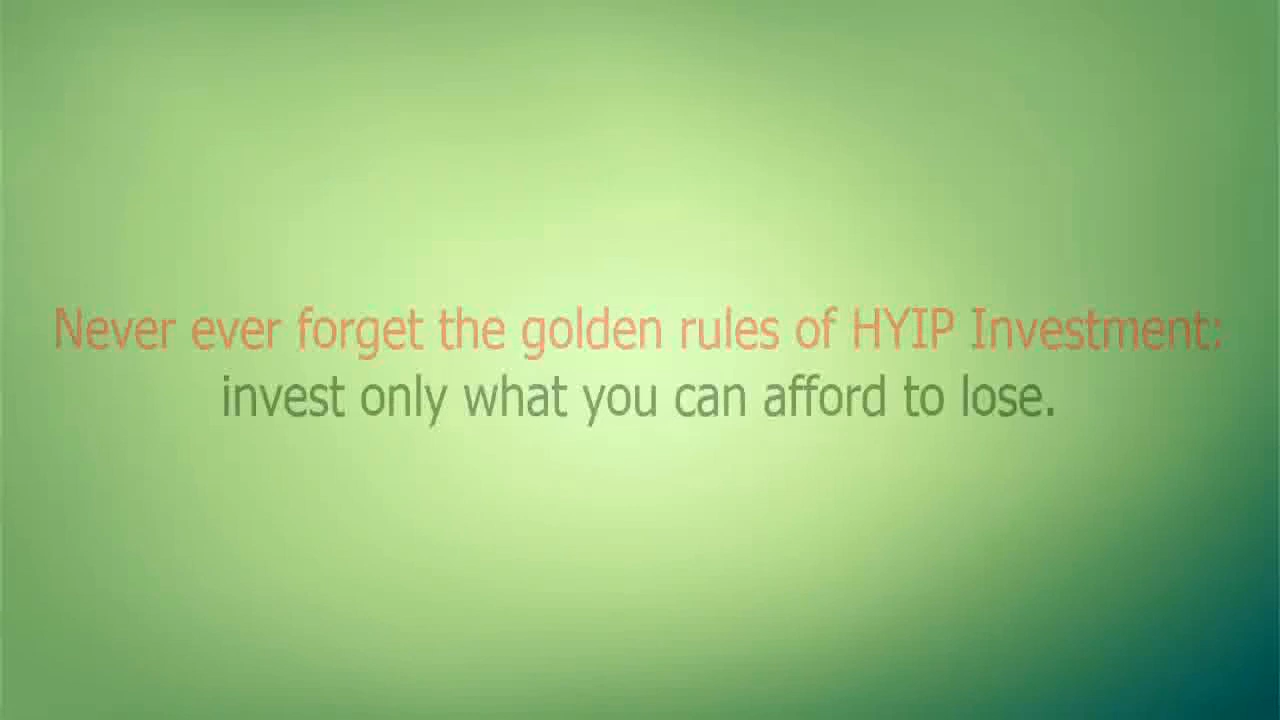 Never ever forget the golden rules of HYIP Investment:
invest only what you can afford to lose.